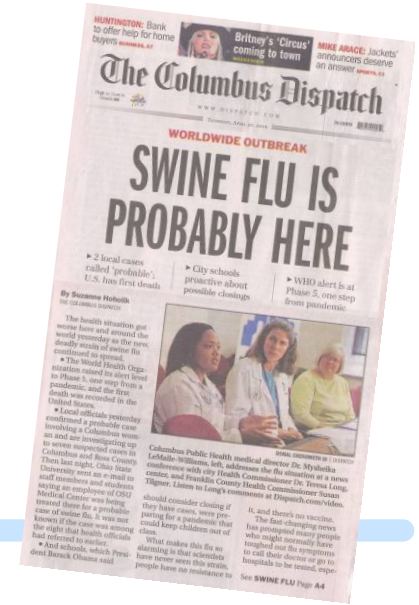 HUNTINGTON: Bank
to offer help for home
buyers BUSINESS, A7
Britney's 'Circus'
coming to town
WEEKENDER
MIKE ARACE: Jackets'
announcers deserve
an answer SPORTS, C1
The Columbus Dispatch
WWW.DISPATCH.COM
WORLDWIDE OUTBREAK
SWINE FLU IS
PROBABLY HERE
▸ 2 local cases
called 'probable';
U.S. has first death
▸ City schools
proactive about
possible closings
▸ WHO alert is at
Phase 5, one step
from pandemic
By Suzanne Hoholik
THE COLUMBUS DISPATCH
The health situation got
worse here and around the
world yesterday as the new,
deadly strain of swine flu
continued to spread.
• The World Health Orga-
nization raised its alert level
to Phase 5, one step from a
pandemic, and the first
death was recorded in the
United States.
• Local officials yesterday
confirmed a probable case
involving a Columbus wom-
an and are investigating up
to seven suspected cases in
Columbus and Ross County.
Then last night, Ohio State
University sent an e-mail to
staff members and students
saying an employee of OSU
Medical Center was being
treated there for a probable
case of swine flu. It was not
known if the case was among
the eight that health officials
had referred to earlier.
• And schools, which Presi-
dent Barack Obama said
Columbus Public Health medical director Dr. Mysheika
LeMaile-Williams, left, addresses the flu situation at a news
conference with city Health Commissioner Dr. Teresa Long,
center, and Franklin County Health Commissioner Susan
Tilgner. Listen to Long's comments at Dispatch.com/video.
should consider closing if
they have cases, were pre-
paring for a pandemic that
could keep children out of
class.
What makes this flu so
alarming is that scientists
have never seen this strain,
people have no resistance to
it, and there's no vaccine.
The fast-changing news
has prompted many people
who might normally have
toughed out the symptoms
to call their doctor or go to
hospitals to be tested, espe-
See SWINE FLU Page A4